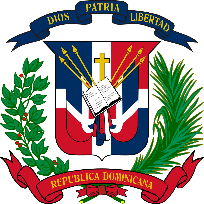 DIOS PATRIA LIBERTAD
REPUBLICA DOMINICANA